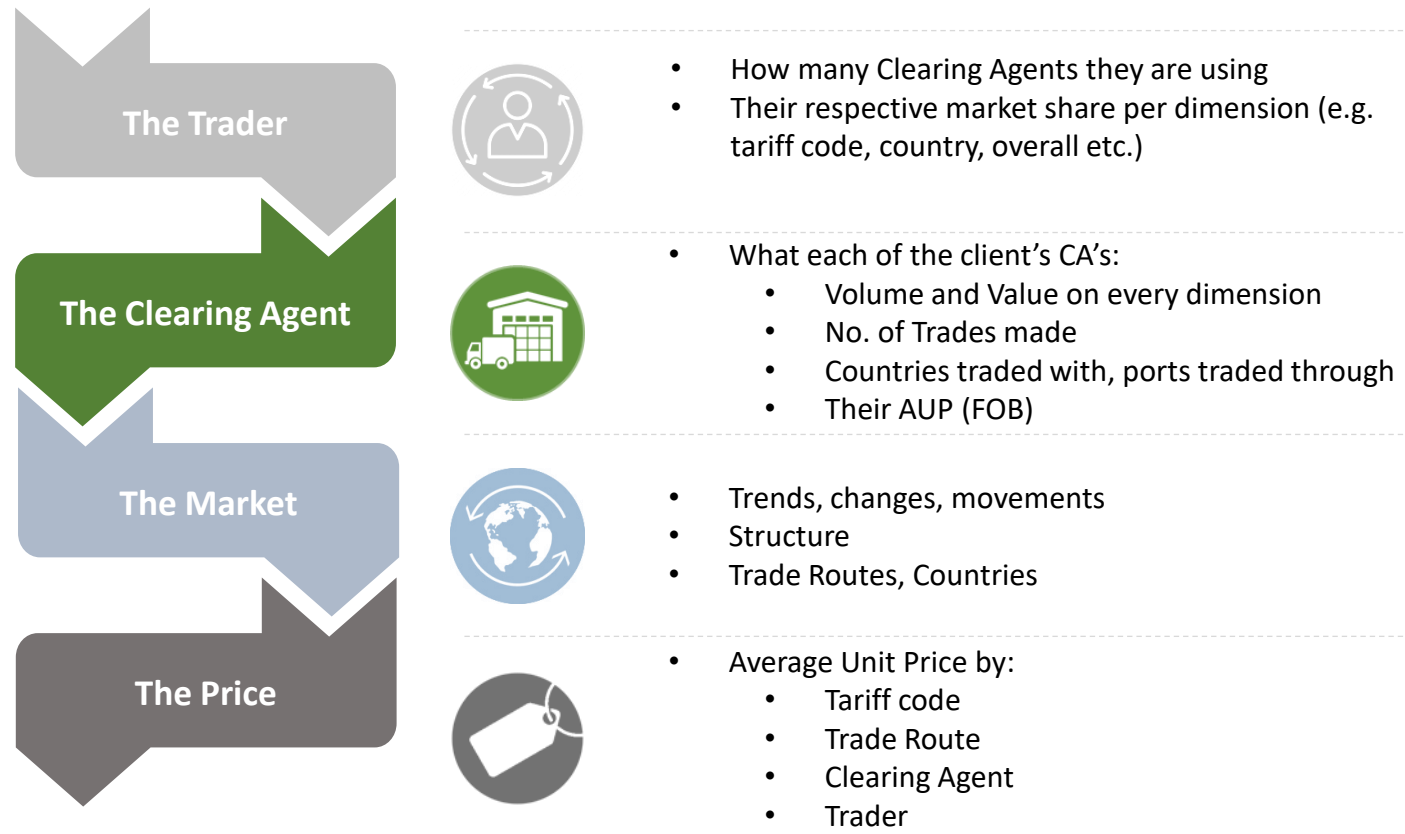 The Trader
• How many Clearing Agents they are using
• Their respective market share per dimension (e.g.
tariff code, country, overall etc.)
The Clearing Agent
• What each of the client’s CA’s:
• Volume and Value on every dimension
• No. of Trades made
• Countries traded with, ports traded through
• Their AUP (FOB)
The Market
• Trends, changes, movements
• Structure
• Trade Routes, Countries
The Price
• Average Unit Price by:
• Tariff code
• Trade Route
• Clearing Agent
• Trader